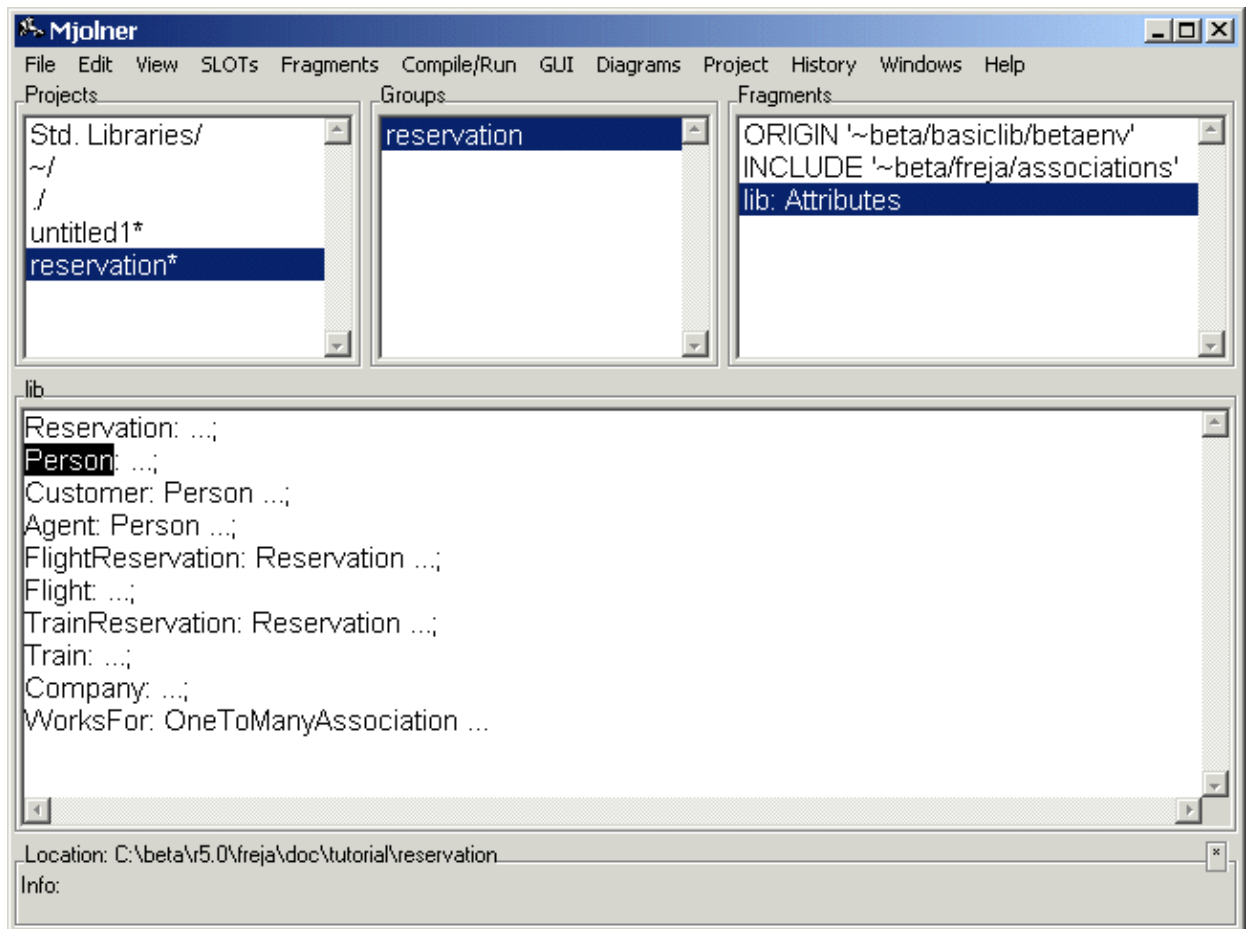 Mjolner
File Edit View SLOTs Fragments Compile/Run GUI Diagrams Project History Windows Help
Projects
Std. Libraries/
~/
./
untitled1*
reservation*
Groups
reservation
Fragments
ORIGIN '~beta/basiclib/betaenv'
INCLUDE '~beta/freja/associations'
lib: Attributes
lib
Reservation: ...;
Person: ...;
Customer: Person ...;
Agent: Person ...;
FlightReservation: Reservation ...;
Flight: ...;
TrainReservation: Reservation ...;
Train: ...;
Company: ...;
WorksFor: OneToManyAssociation ...
Location: C:\beta\r5.0\freja\doc\tutorial\reservation
Info: